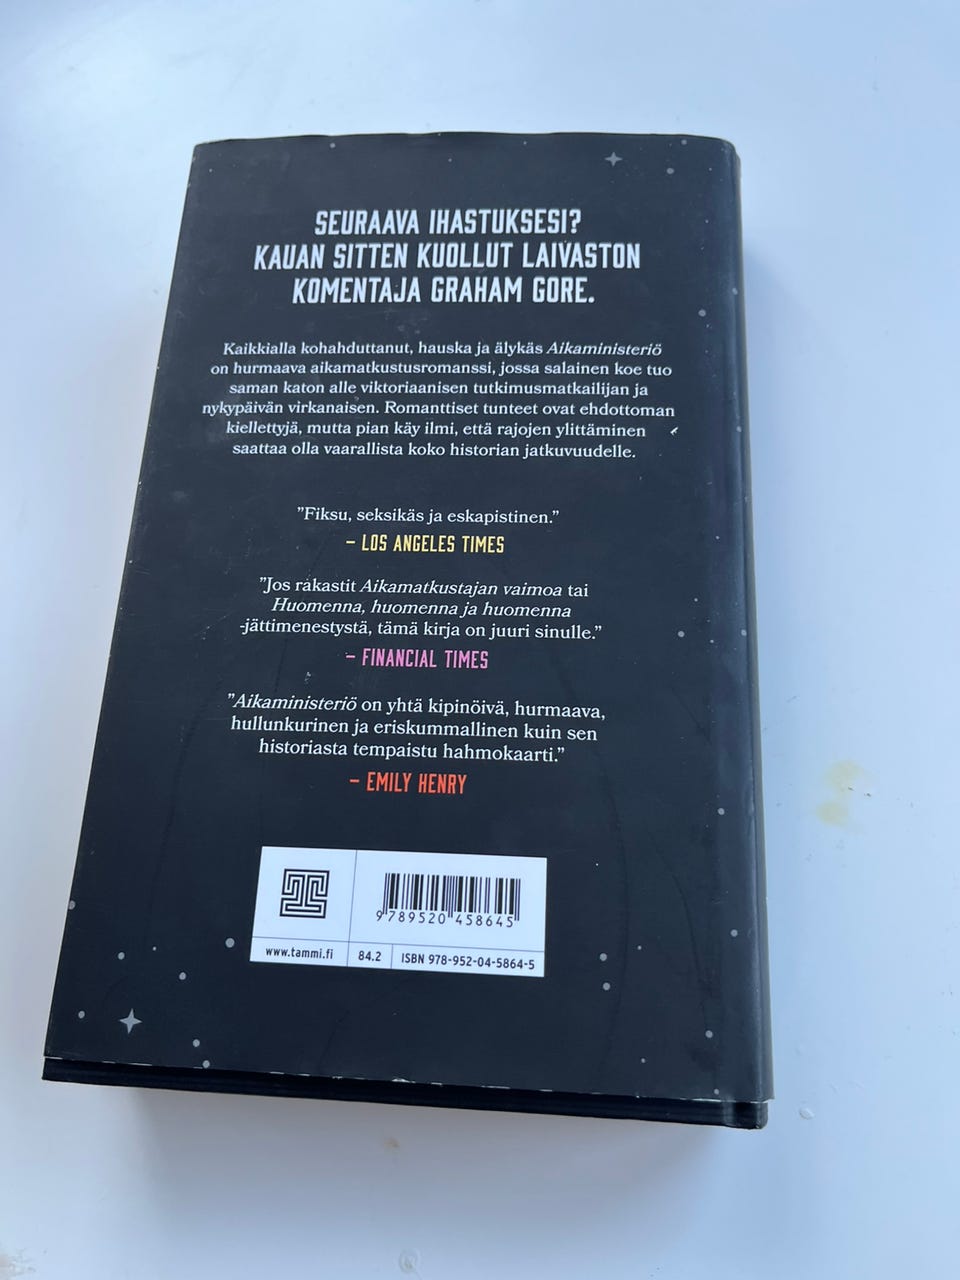 SEURAAVA IHASTUKSESI?
KAUAN SITTEN KUOLLUT LAIVASTON
KOMENTAJA GRAHAM GORE.
Kaikkialla kohahduttanut, hauska ja älykäs Aikaministeriö
on hurmaava aikamatkustusromanssi, jossa salainen koe tuo
saman katon alle viktoriaanisen tutkimusmatkailijan ja
nykypäivän virkanaisen. Romanttiset tunteet ovat ehdottoman
kiellettyjä, mutta pian käy ilmi, että rajojen ylittäminen
saattaa olla vaarallista koko historian jatkuvuudelle.
”Fiksu, seksikäs ja eskapistinen.”
– LOS ANGELES TIMES
”Jos rakastit Aikamatkustajan vaimoa tai
Huomenna, huomenna ja huomenna
-jättimenestystä, tämä kirja on juuri sinulle.”
– FINANCIAL TIMES
”Aikaministeriö on yhtä kipinöivä, hurmaava,
hullunkurinen ja eriskummallinen kuin sen
historiasta tempaistu hahmokaarti.”
– EMILY HENRY
9 789520 458645
www.tammi.fi 84.2 ISBN 978-952-04-5864-5